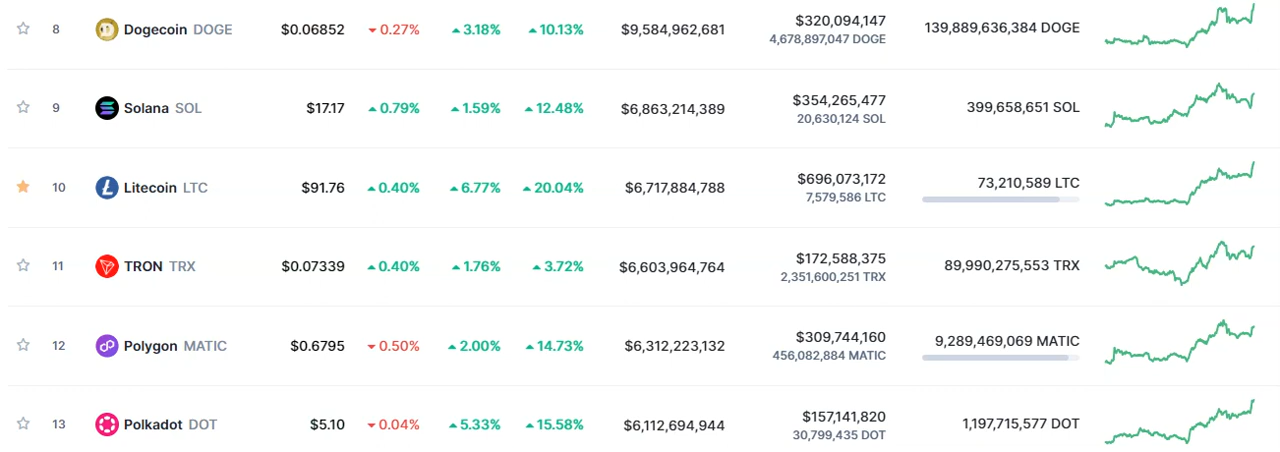 8 Dogecoin DOGE $0.06852 0.27% 3.18% 10.13% $9,584,962,681 $320,094,147 139,889,636,384 DOGE
4,678,897,047 DOGE
9 Solana SOL $17.17 0.79% 1.59% 12.48% $6,863,214,389 $354,265,477 399,658,651 SOL
20,630,124 SOL
10 Litecoin LTC $91.76 0.40% 6.77% 20.04% $6,717,884,788 $696,073,172 73,210,589 LTC
7,579,586 LTC
11 TRON TRX $0.07339 0.40% 1.76% 3.72% $6,603,964,764 $172,588,375 89,990,275,553 TRX
2,351,600,251 TRX
12 Polygon MATIC $0.6795 0.50% 2.00% 14.73% $6,312,223,132 $309,744,160 9,289,469,069 MATIC
456,082,884 MATIC
13 Polkadot DOT $5.10 0.04% 5.33% 15.58% $6,112,694,944 $157,141,820 1,197,715,577 DOT
30,799,435 DOT